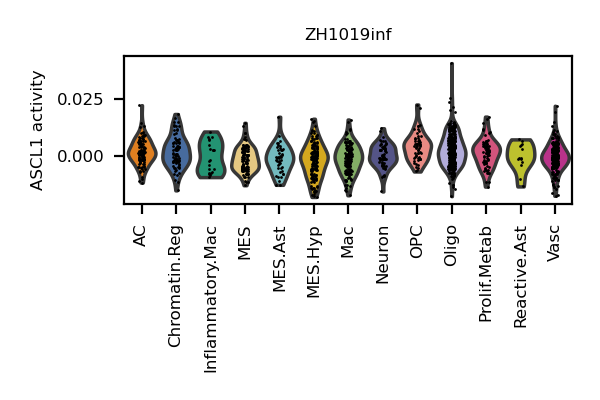 ZH1019inf
ASCL1 activity
0.025
0.000
AC
Chromatin.Reg
Inflammatory.Mac
MES
MES.Ast
MES.Hyp
Mac
Neuron
OPC
Oligo
Prolif.Metab
Reactive.Ast
Vasc